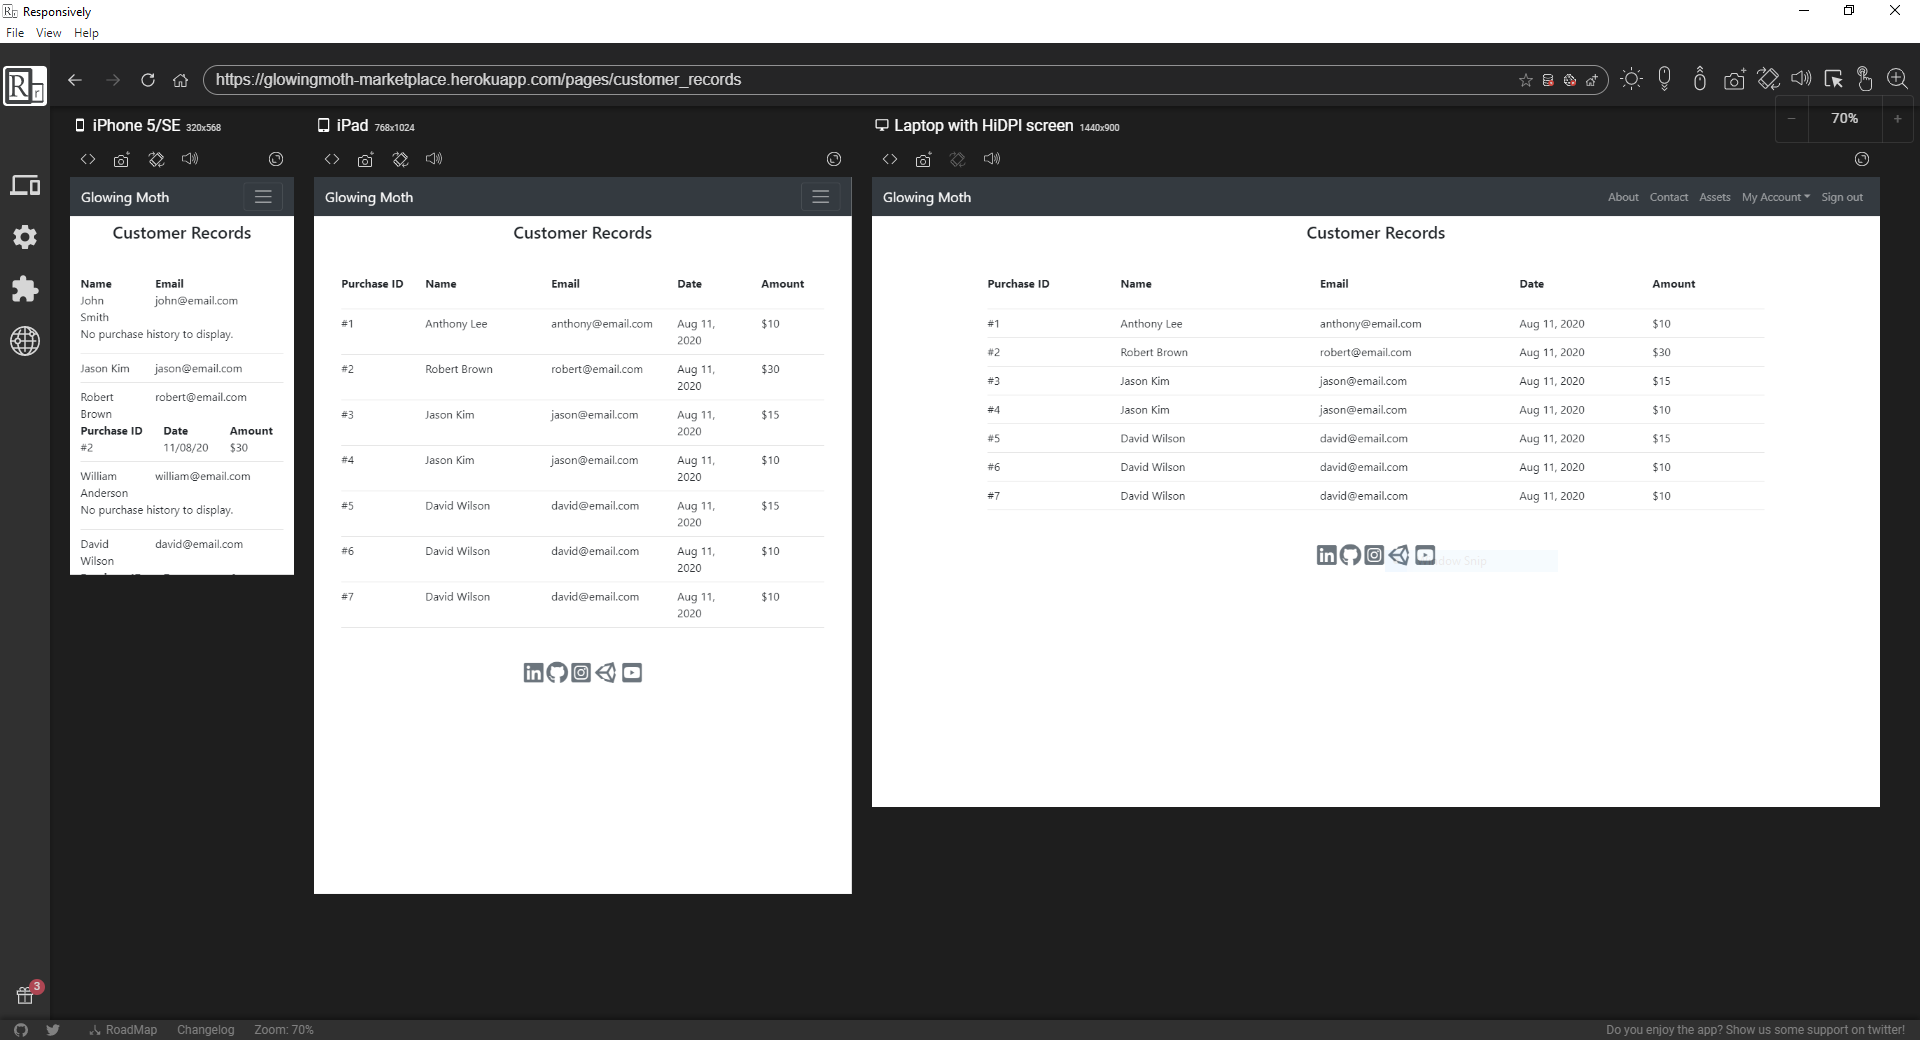 Responsively
File View Help
https://glowingmoth-marketplace.herokuapp.com/pages/customer_records
70%
iPhone 5/SE 320x568
iPad 768x1024
Laptop with HiDPI screen 1440x900
Glowing Moth
Customer Records
Name Email
John Smith john@email.com
No purchase history to display.
Jason Kim jason@email.com
Robert Brown robert@email.com
Purchase ID Date Amount
#2 11/08/20 $30
William Anderson william@email.com
No purchase history to display.
David Wilson david@email.com
Glowing Moth
Customer Records
Purchase ID Name Email Date Amount
#1 Anthony Lee anthony@email.com Aug 11, 2020 $10
#2 Robert Brown robert@email.com Aug 11, 2020 $30
#3 Jason Kim jason@email.com Aug 11, 2020 $15
#4 Jason Kim jason@email.com Aug 11, 2020 $10
#5 David Wilson david@email.com Aug 11, 2020 $15
#6 David Wilson david@email.com Aug 11, 2020 $10
#7 David Wilson david@email.com Aug 11, 2020 $10
Glowing Moth About Contact Assets My Account Sign out
Customer Records
Purchase ID Name Email Date Amount
#1 Anthony Lee anthony@email.com Aug 11, 2020 $10
#2 Robert Brown robert@email.com Aug 11, 2020 $30
#3 Jason Kim jason@email.com Aug 11, 2020 $15
#4 Jason Kim jason@email.com Aug 11, 2020 $10
#5 David Wilson david@email.com Aug 11, 2020 $15
#6 David Wilson david@email.com Aug 11, 2020 $10
#7 David Wilson david@email.com Aug 11, 2020 $10
Snip
3
RoadMap Changelog Zoom: 70%
Do you enjoy the app? Show us some support on twitter!